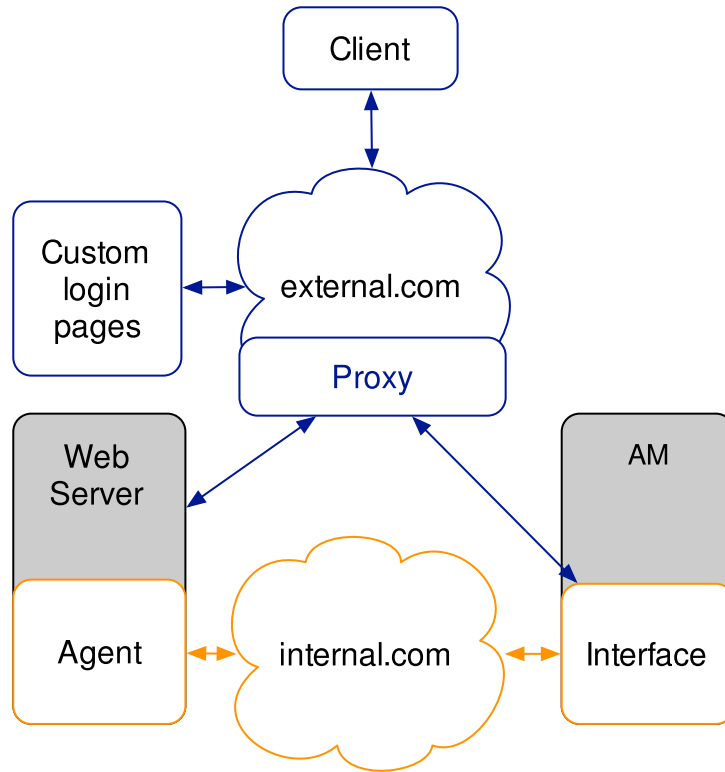 Client
Custom
login
pages
external.com
Proxy
Web
Server
AM
Agent
internal.com
Interface